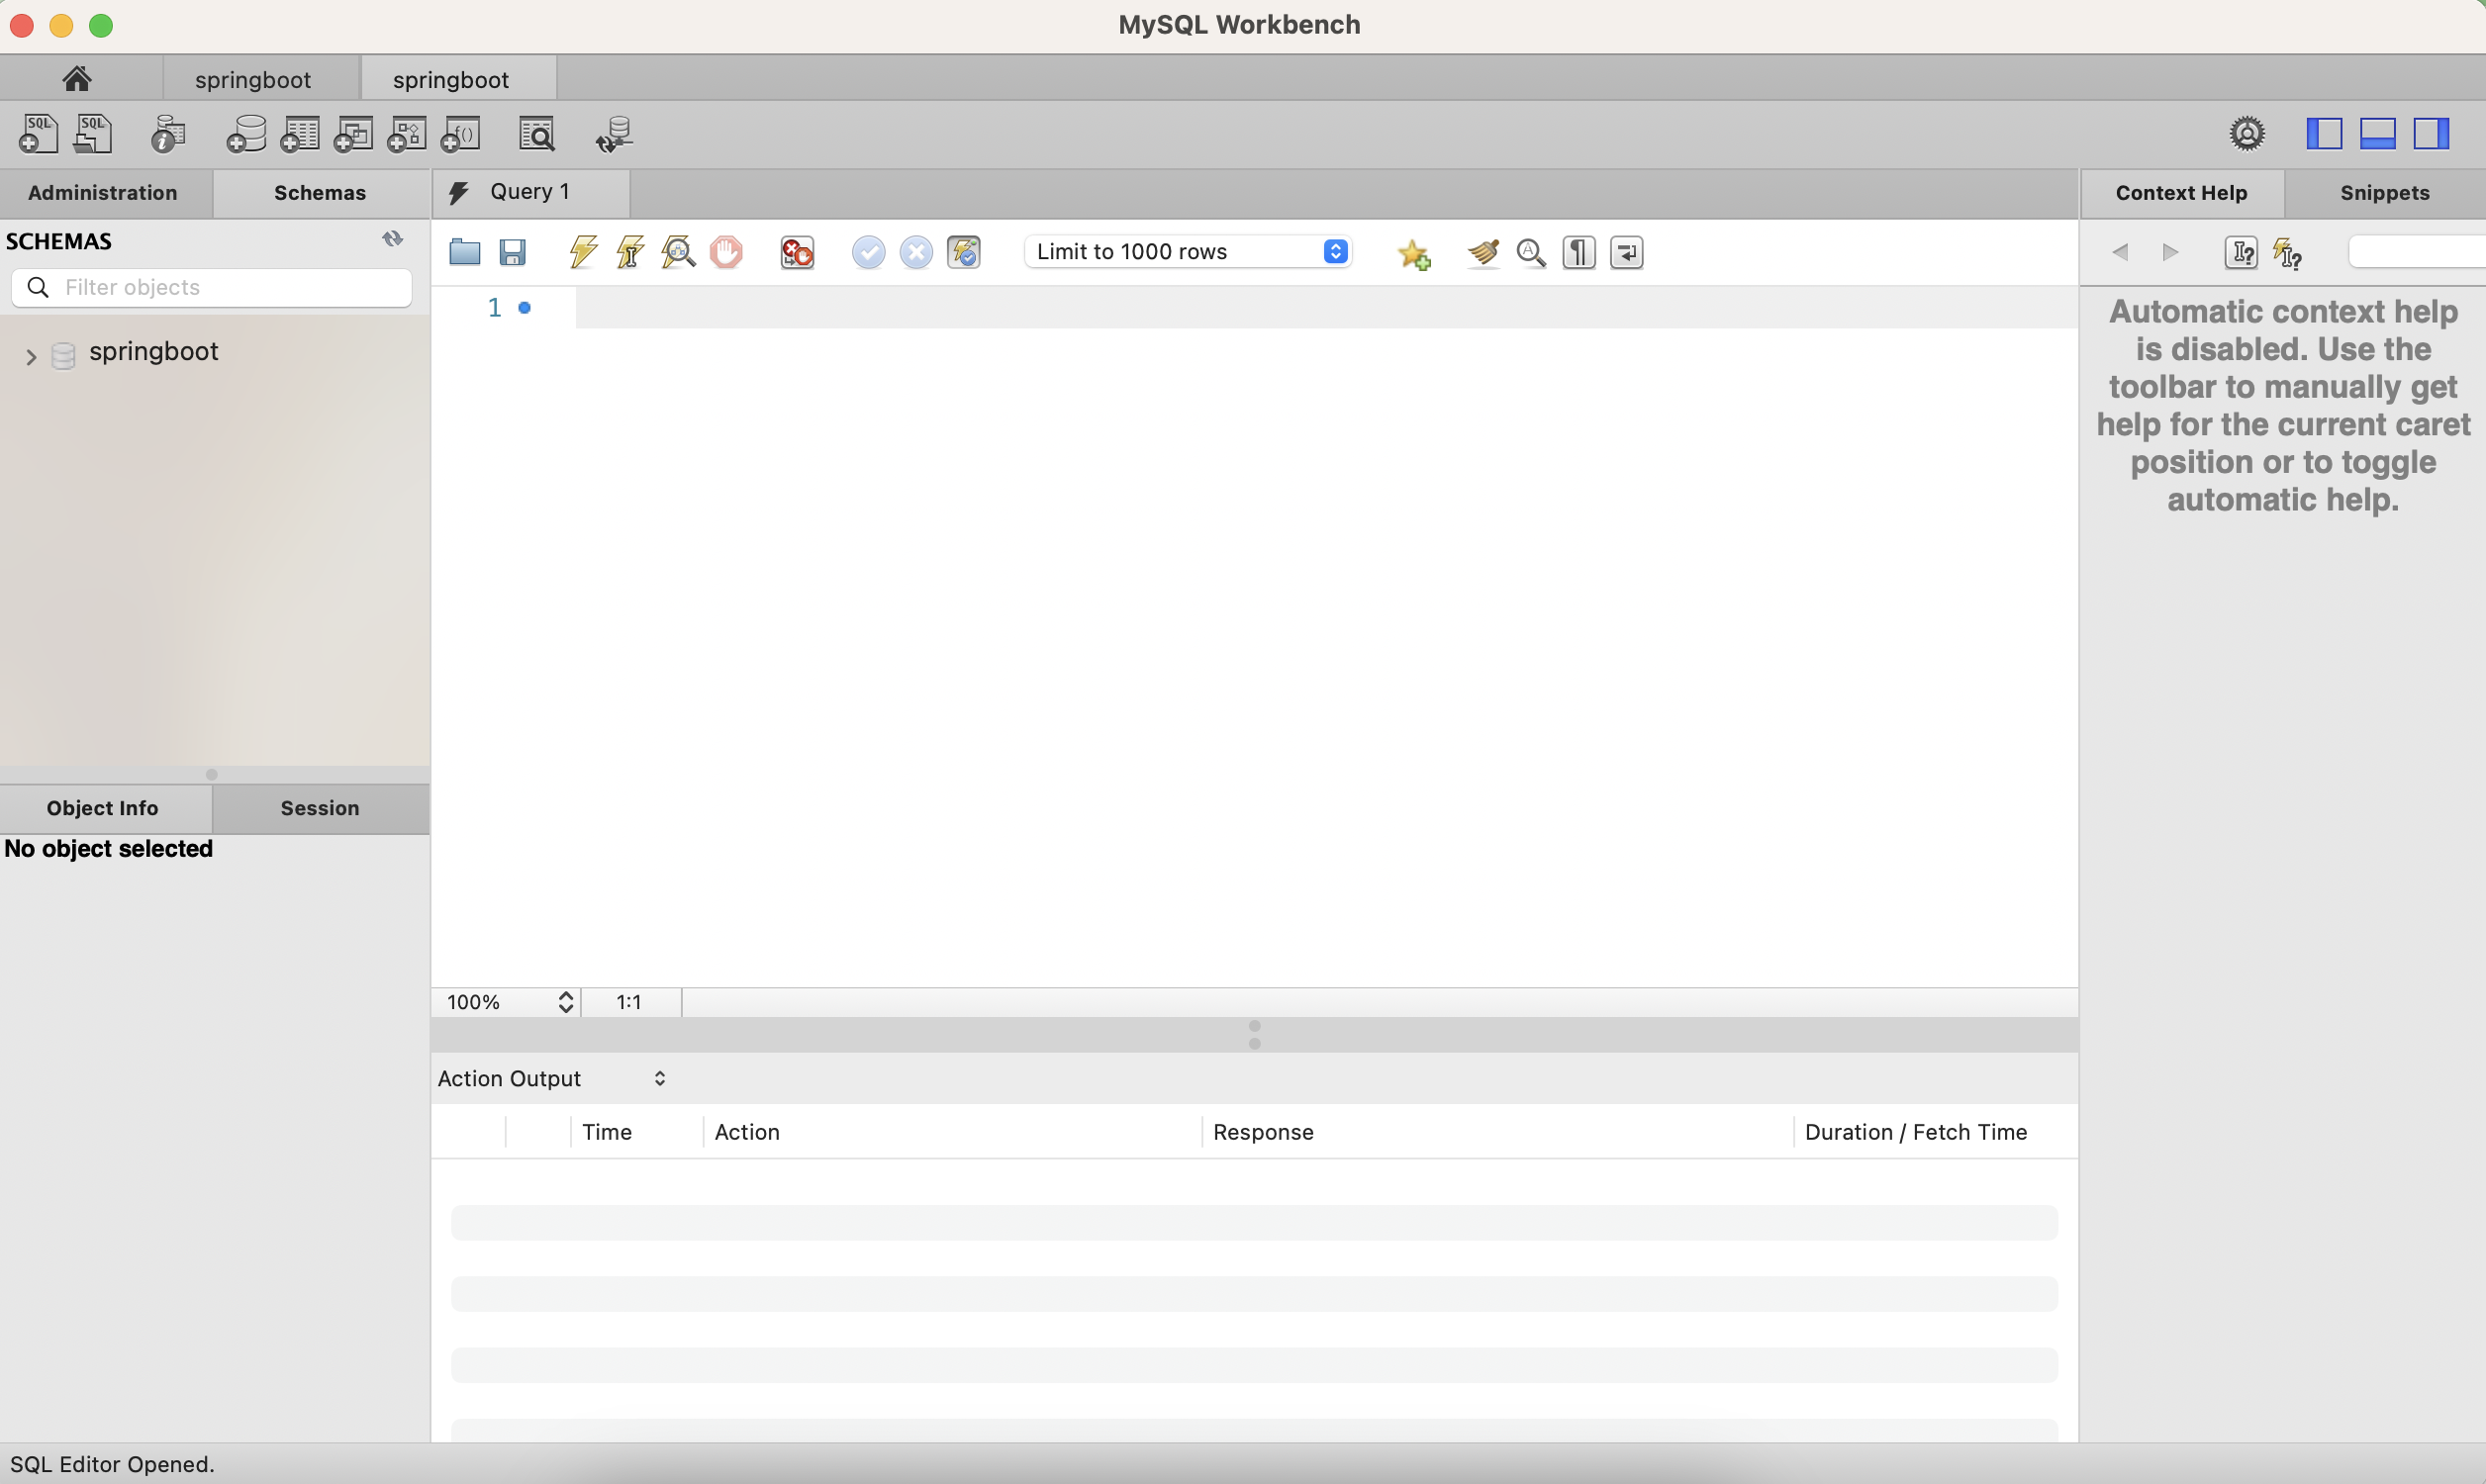 MySQL Workbench
springboot
springboot
SQL
SQL
Administration
Schemas
Query 1
Context Help
Snippets
SCHEMAS
Limit to 1000 rows
Filter objects
1
springboot
Automatic context help
is disabled. Use the
toolbar to manually get
help for the current caret
position or to toggle
automatic help.
Object Info
Session
No object selected
100%
1:1
Action Output
Time
Action
Response
Duration / Fetch Time
SQL Editor Opened.